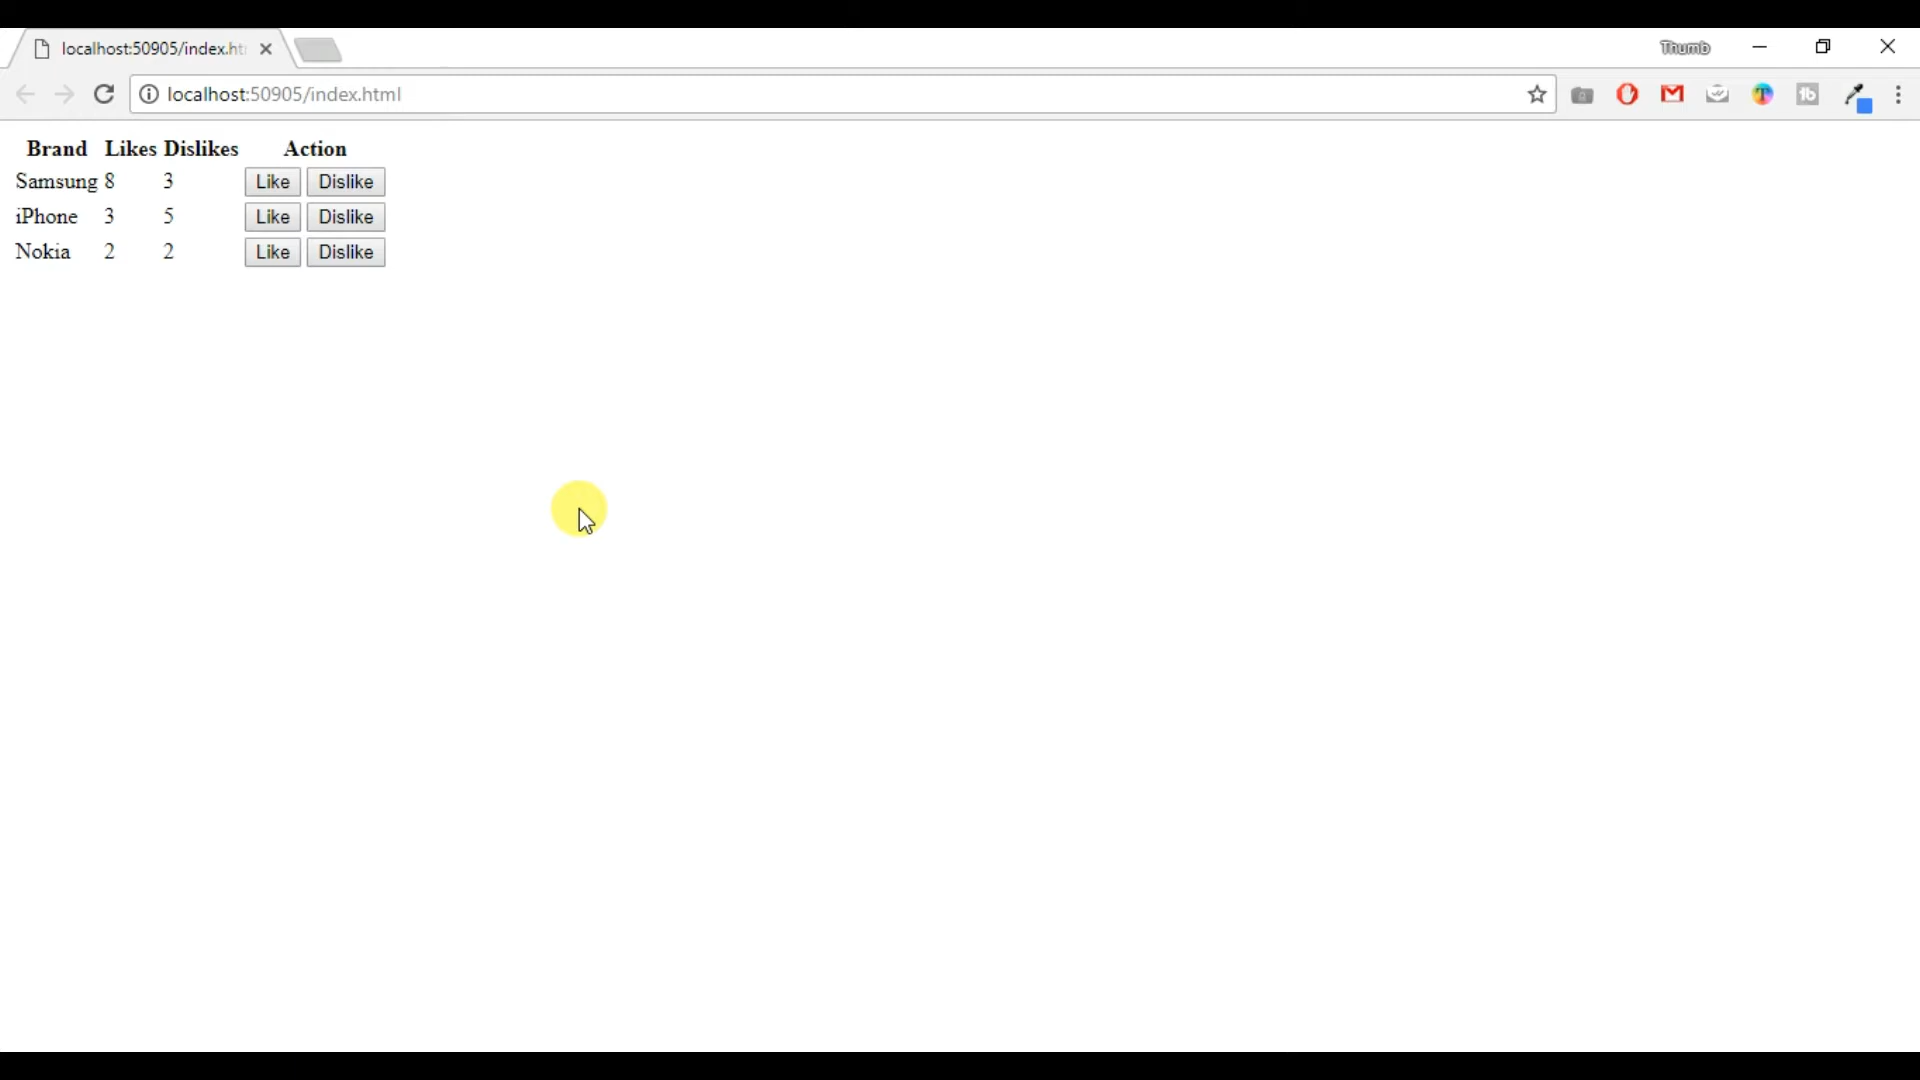 localhost:50905/index.ht
Thumb
localhost:50905/index.html
Brand Likes Dislikes Action
Samsung 8 3 Like Dislike
iPhone 3 5 Like Dislike
Nokia 2 2 Like Dislike